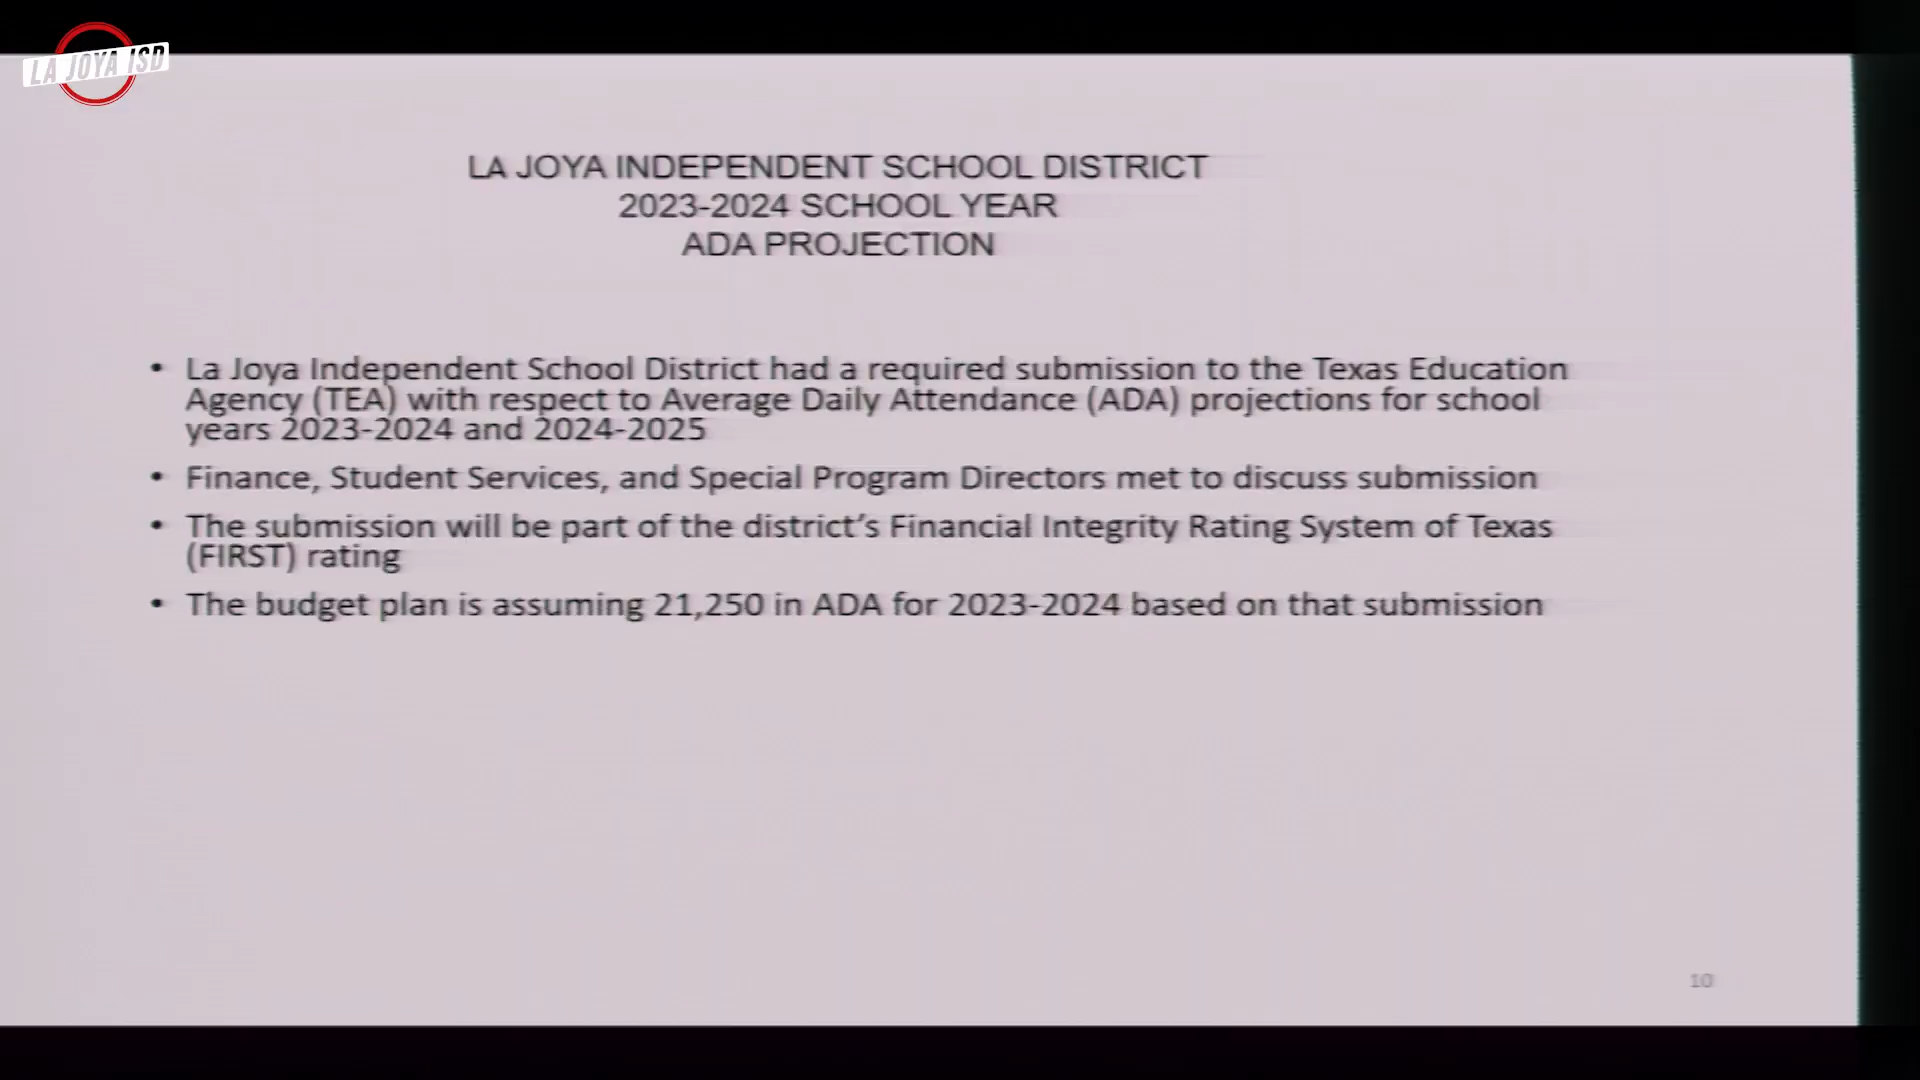 LA JOYA ISD
LA JOYA INDEPENDENT SCHOOL DISTRICT
2023-2024 SCHOOL YEAR
ADA PROJECTION
• La Joya Independent School District had a required submission to the Texas Education
Agency (TEA) with respect to Average Daily Attendance (ADA) projections for school
years 2023-2024 and 2024-2025
• Finance, Student Services, and Special Program Directors met to discuss submission
• The submission will be part of the district’s Financial Integrity Rating System of Texas
(FIRST) rating
• The budget plan is assuming 21,250 in ADA for 2023-2024 based on that submission
10